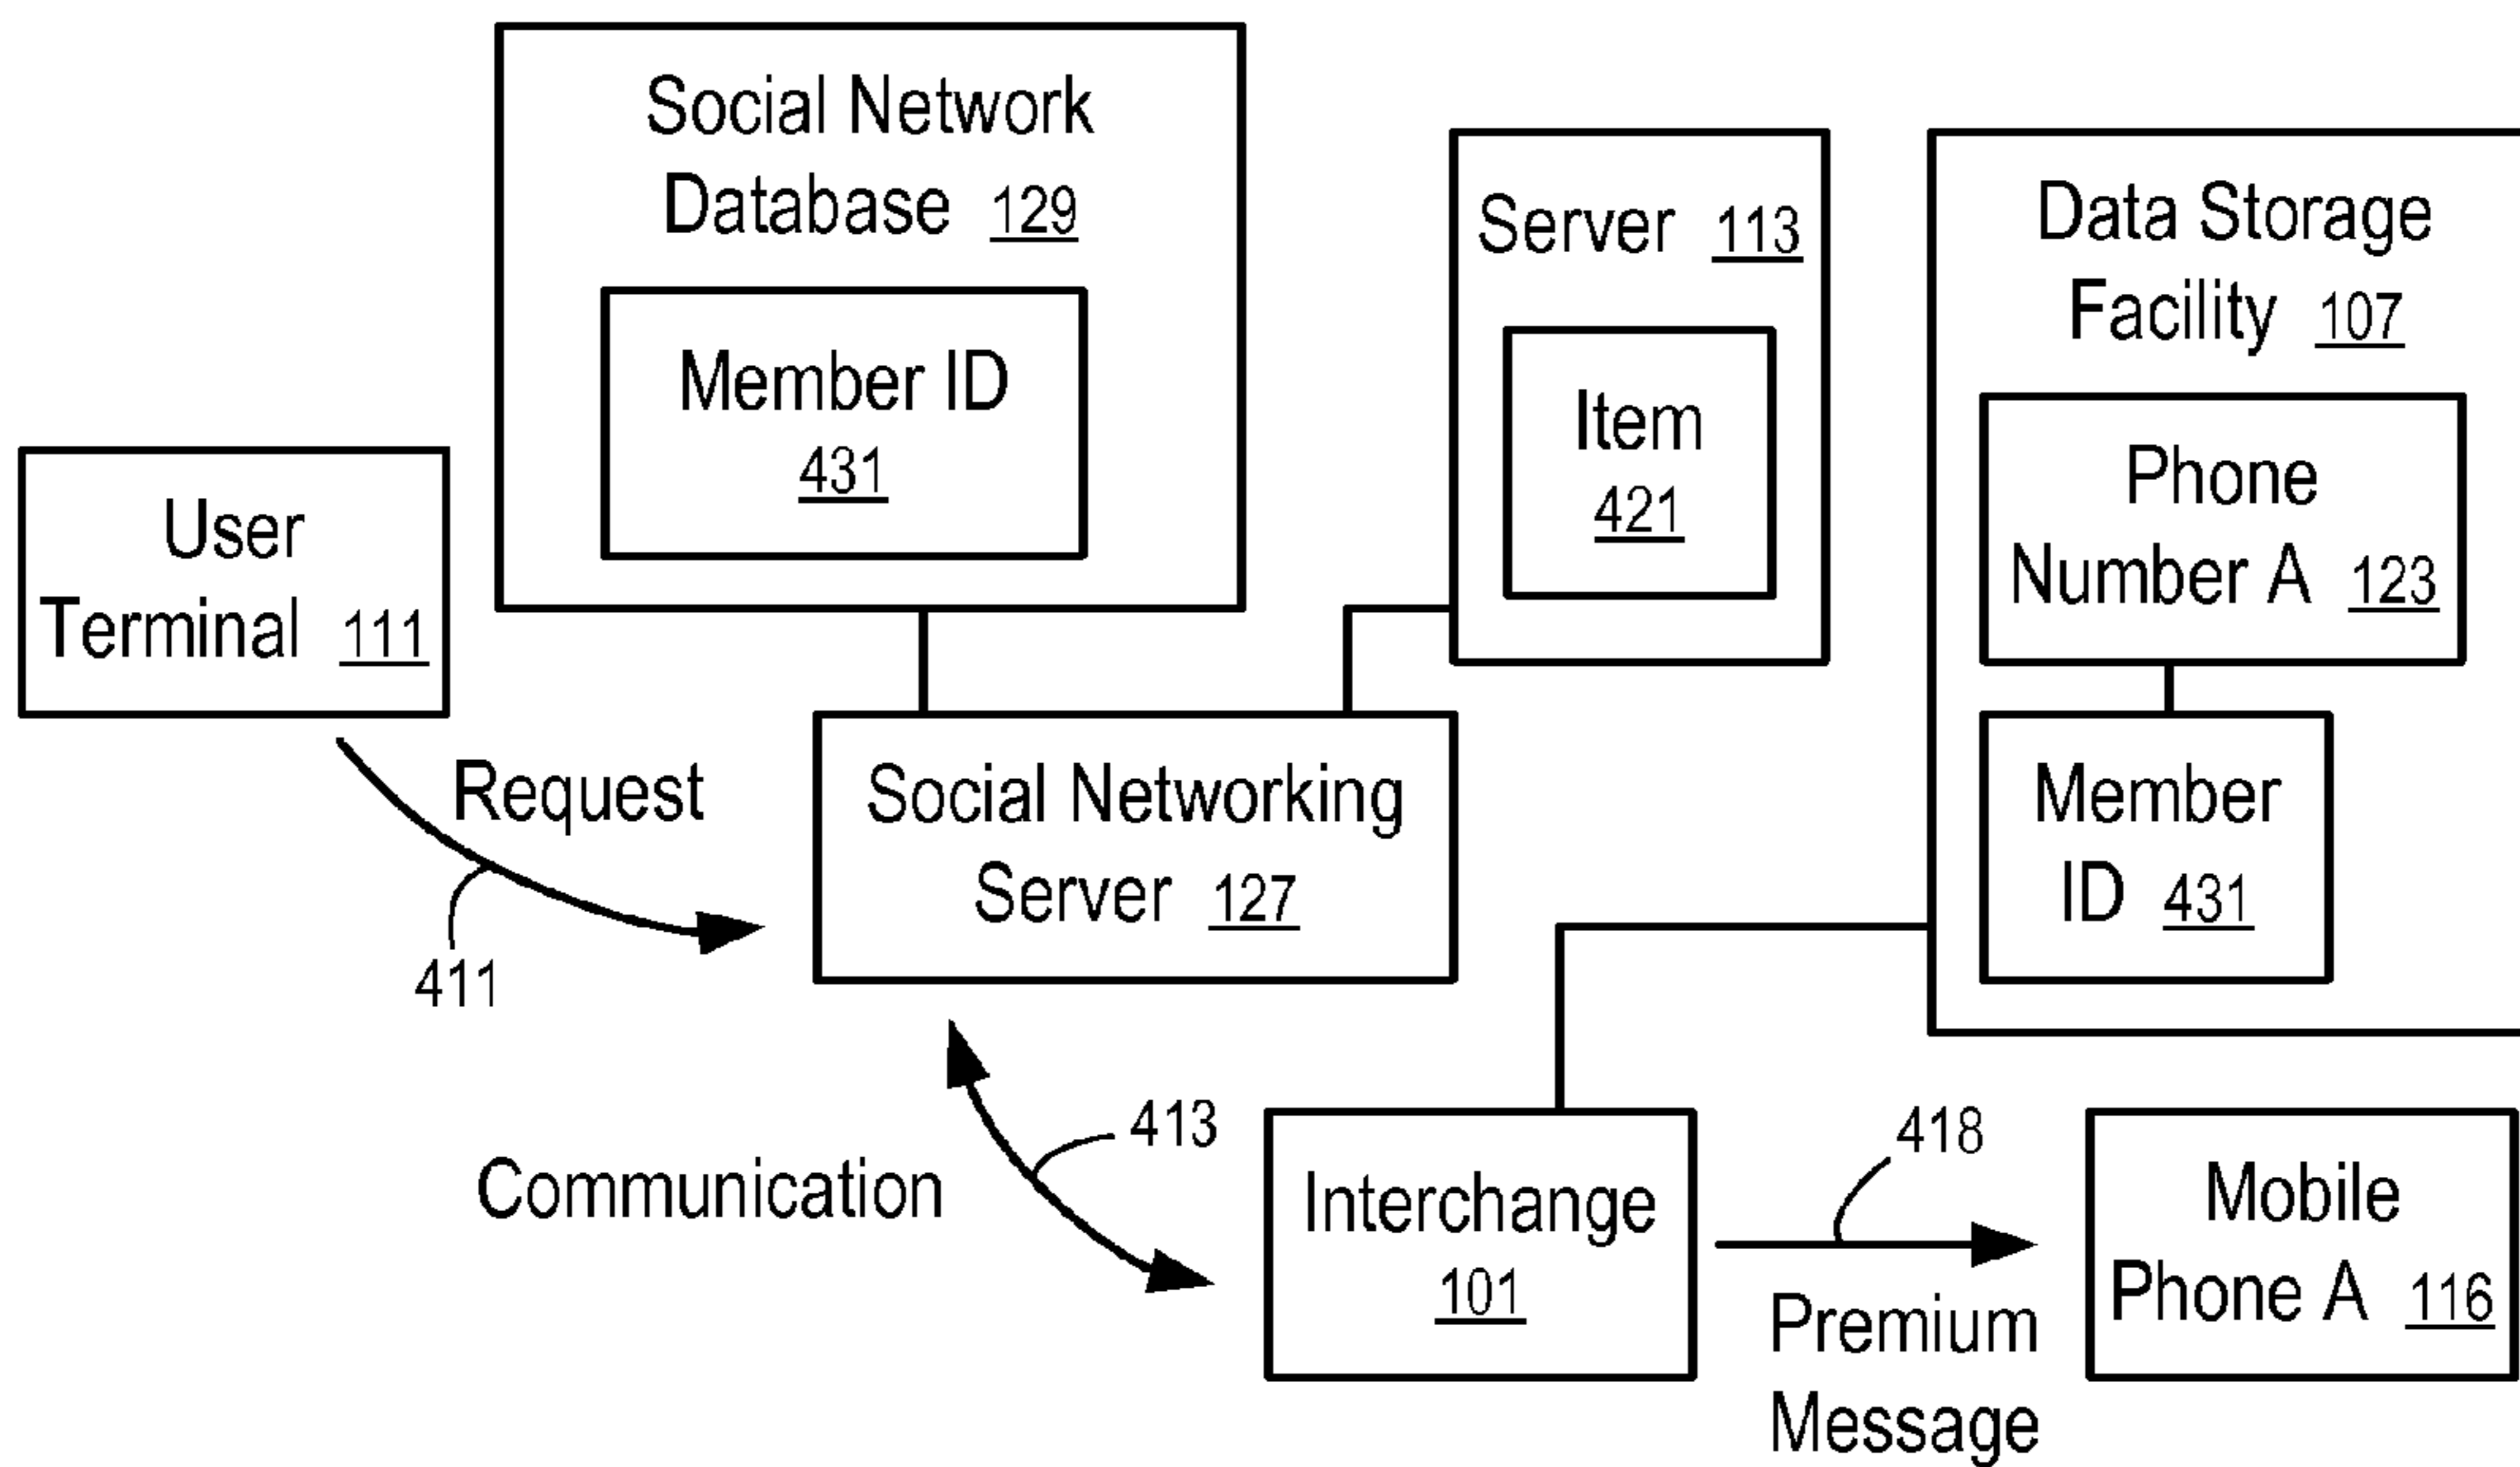 Social Network
Database 129
Member ID
431
Server 113
Item
421
Data Storage
Facility 107
Phone
Number A 123
Member
ID 431
User
Terminal 111
Request
411
Social Networking
Server 127
Communication
413
Interchange
101
418
Premium
Message
Mobile
Phone A 116